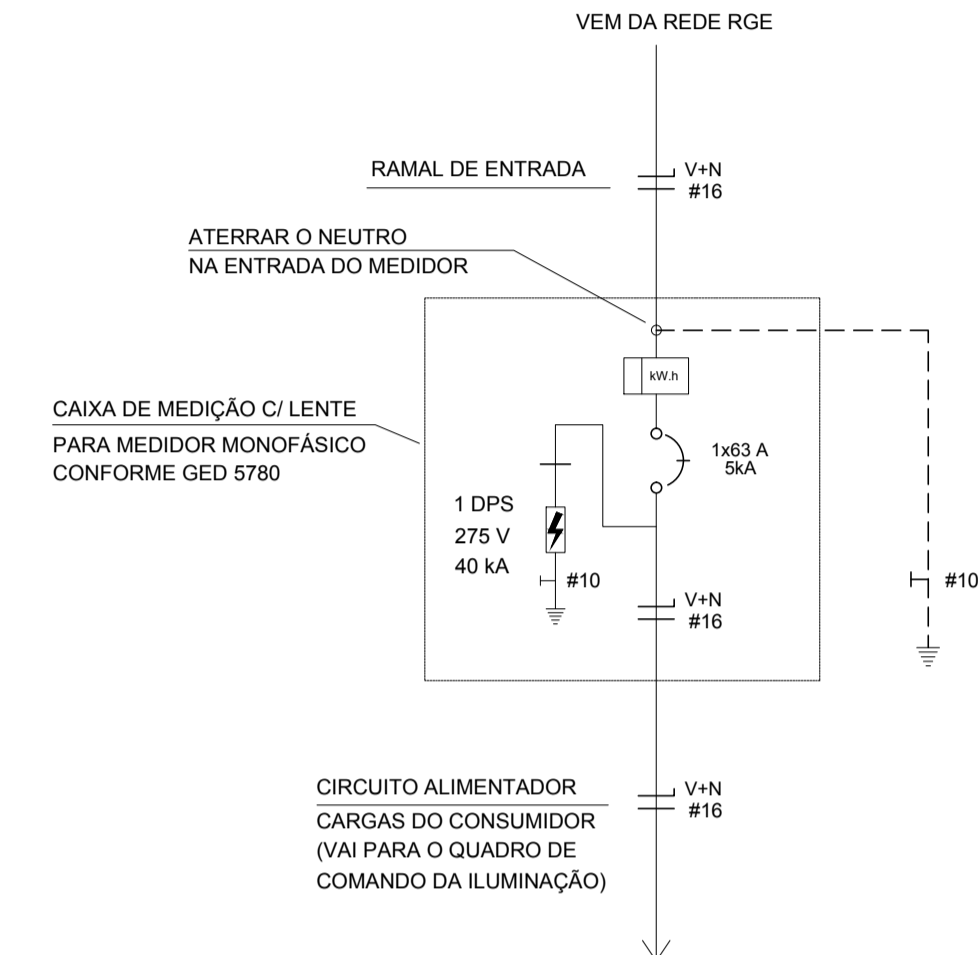 VEM DA REDE RGE
RAMAL DE ENTRADA
V+N
#16
ATERRAR O NEUTRO
NA ENTRADA DO MEDIDOR
kW.h
CAIXA DE MEDIÇÃO C/ LENTE
PARA MEDIDOR MONOFÁSICO
CONFORME GED 5780
1x63 A
5kA
1 DPS
275 V
40 kA
#10
#10
V+N
#16
CIRCUITO ALIMENTADOR
CARGAS DO CONSUMIDOR
(VAI PARA O QUADRO DE
COMANDO DA ILUMINAÇÃO)
V+N
#16